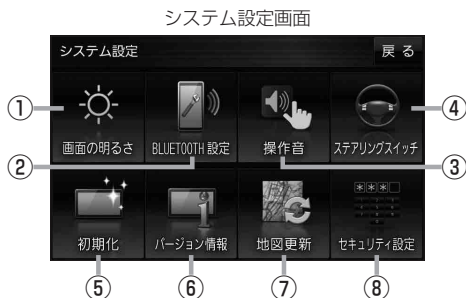 システム設定画面
システム設定
戻る
① ④
画面の明るさ BLUETOOTH 設定 操作音 ステアリングスイッチ
② ③
***
初期化 バージョン情報 地図更新 セキュリティ設定
⑤ ⑥ ⑦ ⑧